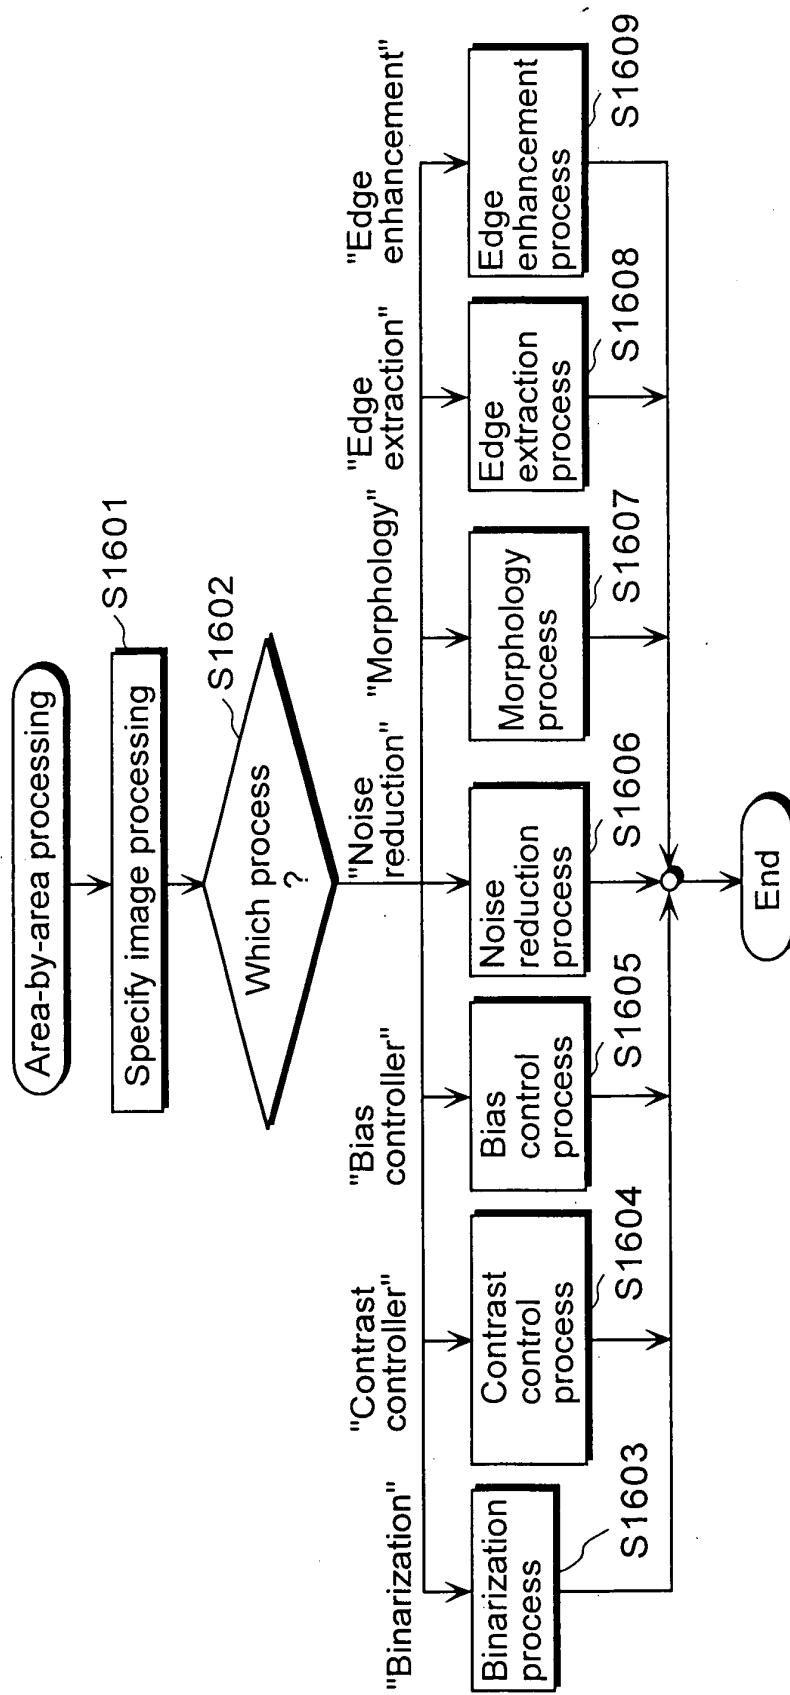 Area-by-area processing
Specify image processing
S1601
Which process
?
S1602
"Binarization"
"Contrast
controller"
"Bias
controller"
"Noise
reduction"
"Morphology"
"Edge
extraction"
"Edge
enhancement"
Binarization
process
S1603
Contrast
control
process
S1604
Bias
control
process
S1605
Noise
reduction
process
S1606
Morphology
process
S1607
Edge
extraction
process
S1608
Edge
enhancement
process
S1609
End